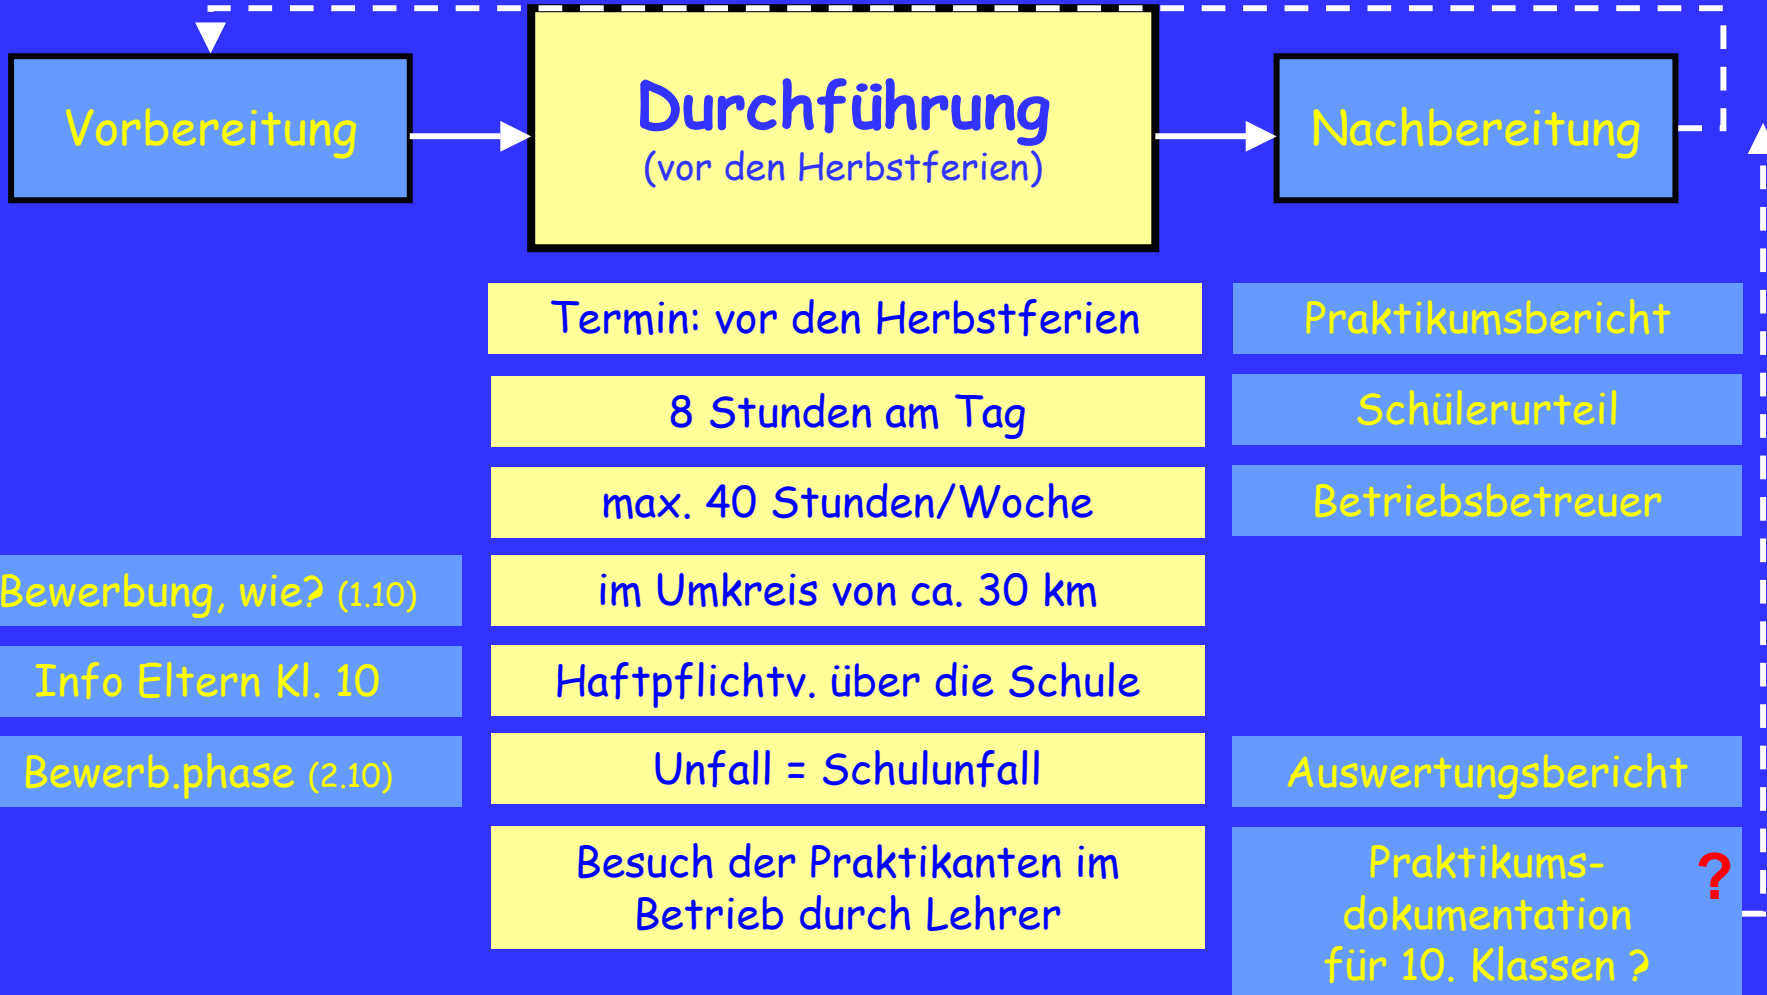 Vorbereitung
Durchführung
(vor den Herbstferien)
Nachbereitung
Bewerbung, wie? (1.10)
Info Eltern Kl. 10
Bewerb.phase (2.10)
Termin: vor den Herbstferien
8 Stunden am Tag
max. 40 Stunden/Woche
im Umkreis von ca. 30 km
Haftpflichtv. über die Schule
Unfall = Schulunfall
Besuch der Praktikanten im
Betrieb durch Lehrer
Praktikumsbericht
Schülerurteil
Betriebsbetreuer
Auswertungsbericht
Praktikums-
dokumentation
für 10. Klassen ?
?